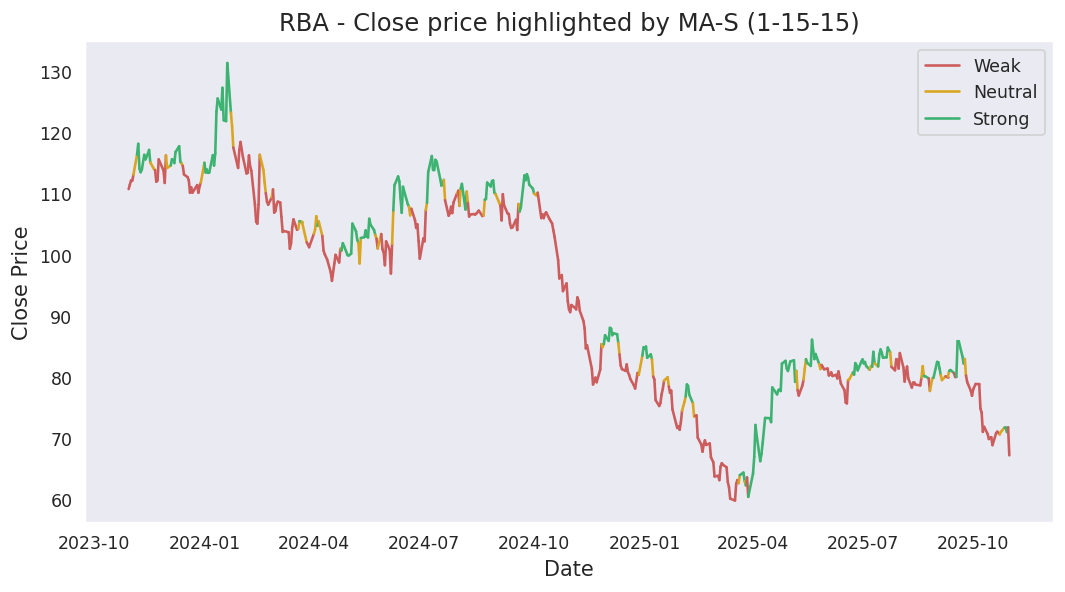 RBA - Close price highlighted by MA-S (1-15-15)
Weak
Neutral
Strong
Close Price
130
120
110
100
90
80
70
60
2023-10 2024-01 2024-04 2024-07 2024-10 2025-01 2025-04 2025-07 2025-10
Date